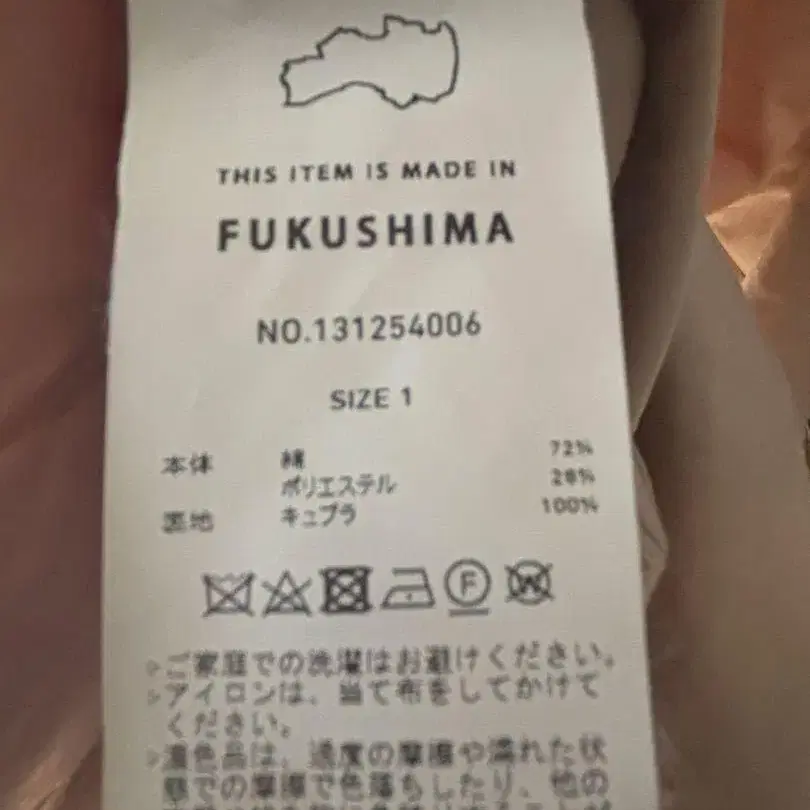 THIS ITEM IS MADE IN
FUKUSHIMA
NO.131254006
SIZE 1
本体 綿 72%
ポリエステル 28%
裏地 キュプラ 100%
F W
ご家庭での洗濯はお避けください。
アイロンは、当て布をしてかけて
ください。
濃色品は、過度の摩擦や濡れた状
態での摩擦で色落ちしたり、他の